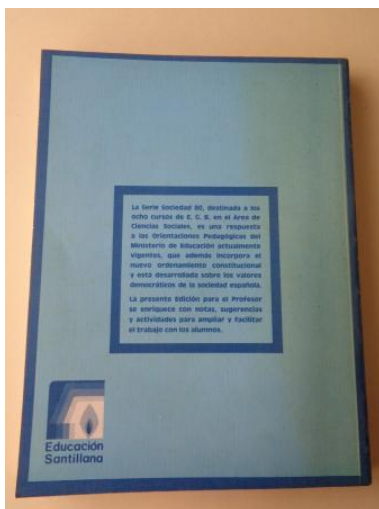 La Serie Sociedad 80, destinada a los
ocho cursos de E. G. B. en el Area de
Ciencias Sociales, es una respuesta
a las Orientaciones Pedagógicas del
Ministerio de Educación actualmente
vigentes, que además incorpora el
nuevo ordenamiento constitucional
y está desarrollada sobre los valores
democráticos de la sociedad española.
La presente Edición para el Profesor
se enriquece con notas, sugerencias
y actividades para ampliar y facilitar
el trabajo con los alumnos.
Educación
Santillana